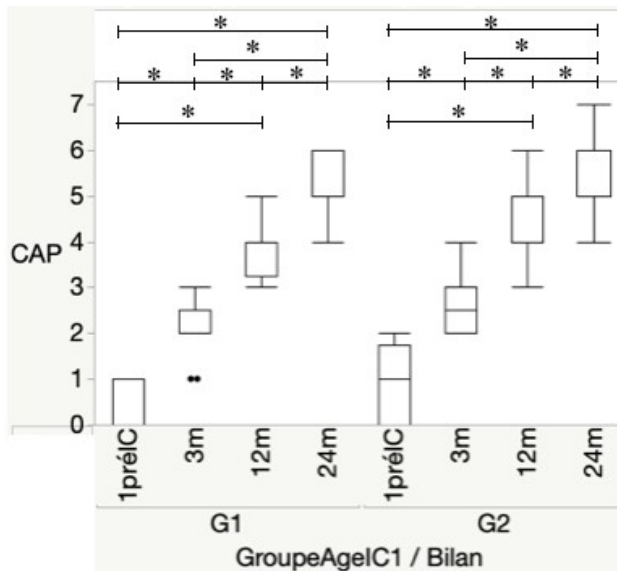 * *
* *
* * * * * *
7
* *
6
5
CAP 4
3
2
1
0
1préIC 3m 12m 24m 1préIC 3m 12m 24m
G1 G2
GroupeAgeIC1 / Bilan